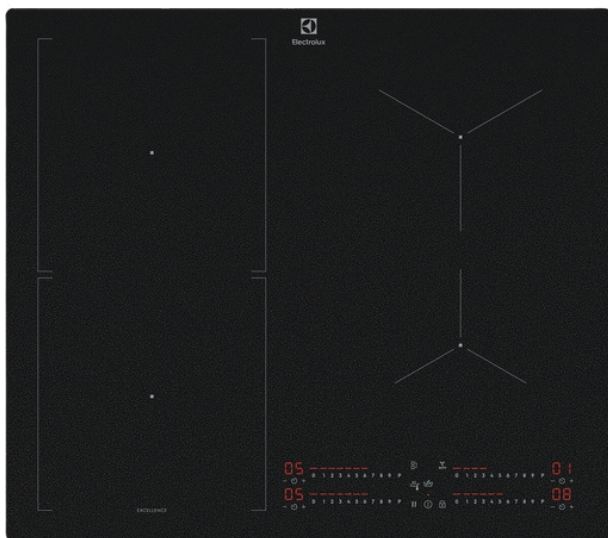 Electrolux
05 0 1 2 3 4 5 6 7 8 9 P 0 1 2 3 4 5 6 7 8 9 P 01
- + - +
05 0 1 2 3 4 5 6 7 8 9 P 0 1 2 3 4 5 6 7 8 9 P 08
- + - +
EXCELLENCE